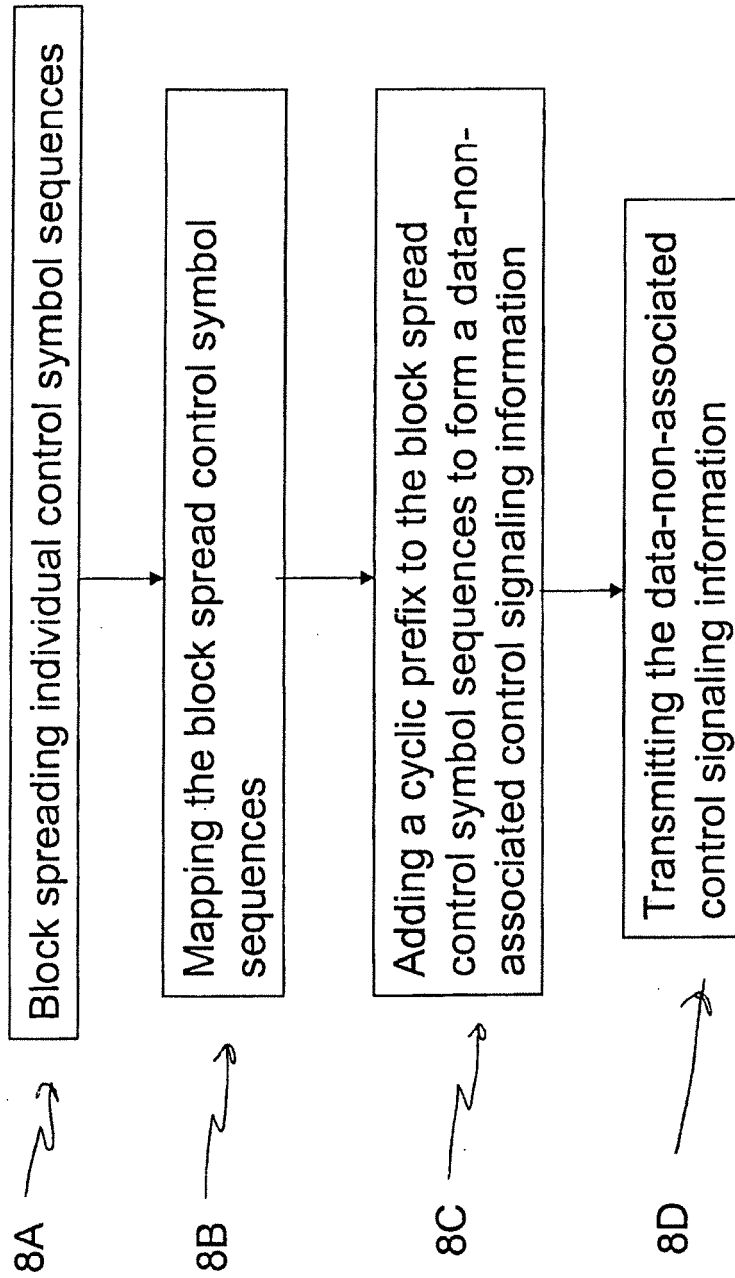 8A
Block spreading individual control symbol sequences
8B
Mapping the block spread control symbol
sequences
8C
Adding a cyclic prefix to the block spread
control symbol sequences to form a data-non-
associated control signaling information
8D
Transmitting the data-non-associated
control signaling information